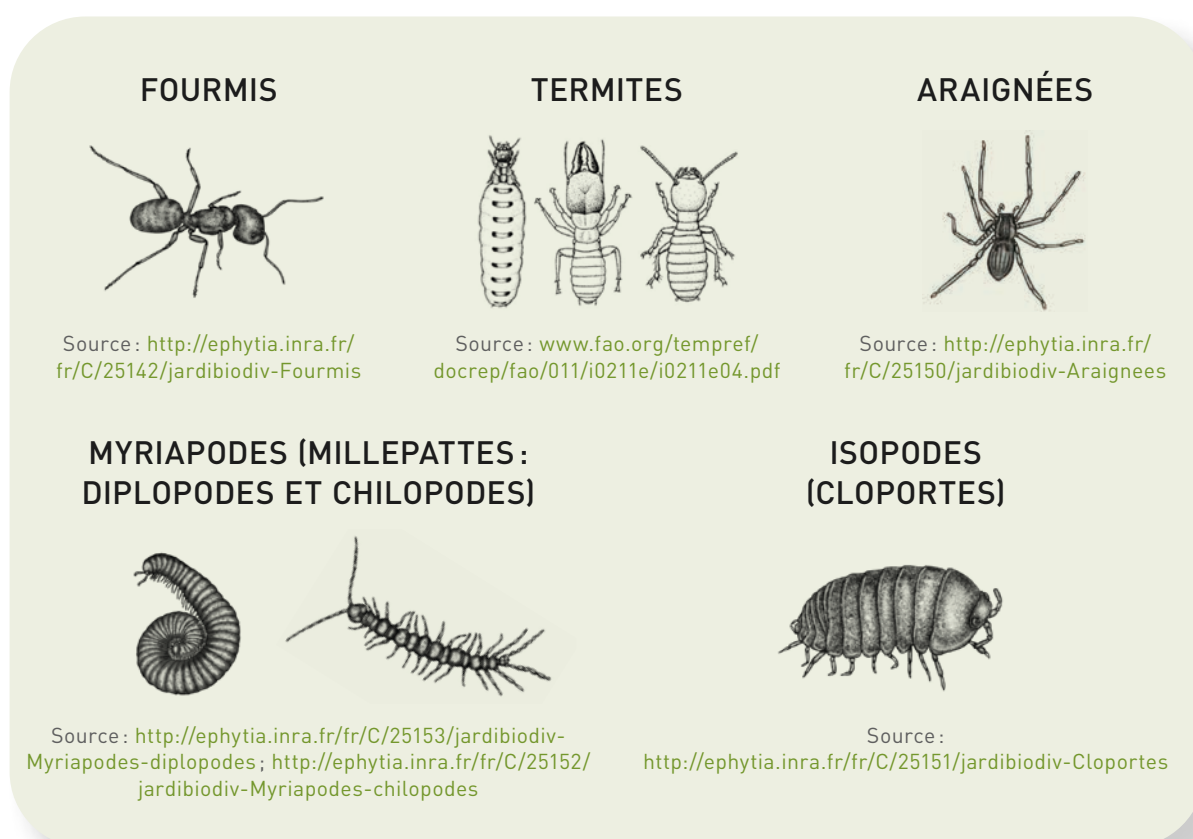 FOURMIS
TERMITES
ARAIGNÉES
Source : http://ephytia.inra.fr/
fr/C/25142/jardibiodiv-Fourmis
Source : www.fao.org/tempref/
docrep/fao/011/i0211e/i0211e04.pdf
Source : http://ephytia.inra.fr/
fr/C/25150/jardibiodiv-Araignees
MYRIAPODES (MILLEPATTES :
DIPLOPODES ET CHILOPODES)
ISOPODES
(CLOPORTES)
Source : http://ephytia.inra.fr/fr/C/25153/jardibiodiv-
Myriapodes-diplopodes ; http://ephytia.inra.fr/fr/C/25152/
jardibiodiv-Myriapodes-chilopodes
Source :
http://ephytia.inra.fr/fr/C/25151/jardibiodiv-Cloportes